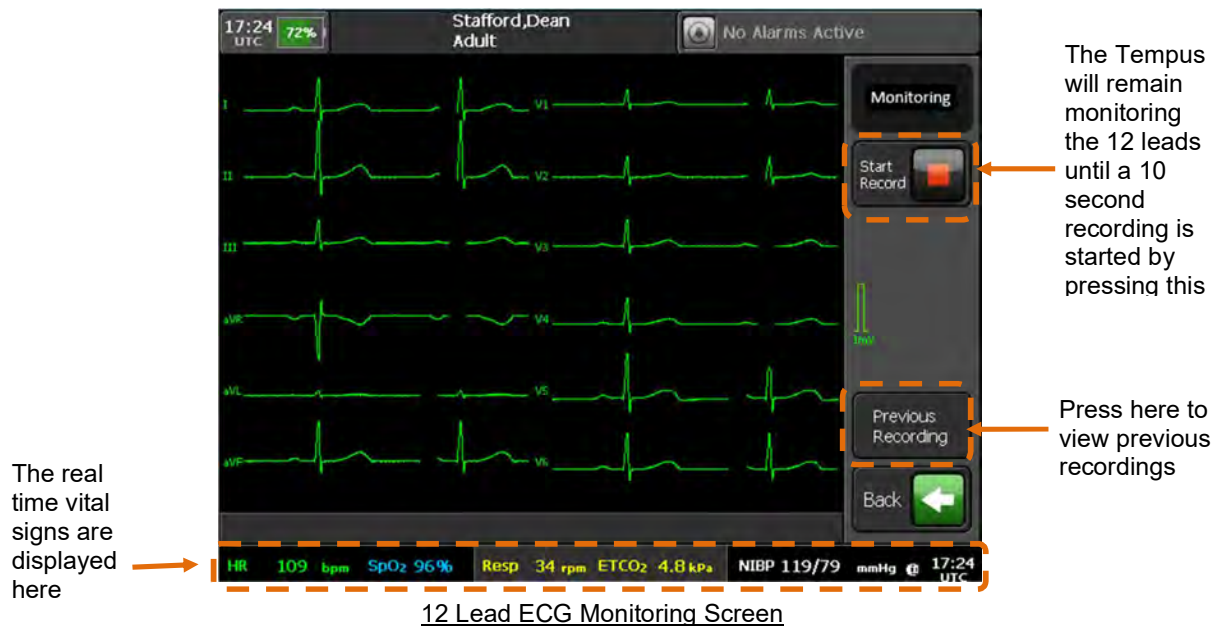 17:24
UTC
72%
Stafford,Dean
Adult
No Alarms Active
I
V1
II
V2
III
V3
aVR
V4
aVL
V5
aVF
V6
Monitoring
Start
Record
1mV
Previous
Recording
Back
HR 109 bpm SpO2 96% Resp 34 rpm ETCO2 4.8 kPa NIBP 119/79 mmHg @ 17:24
UTC
The Tempus
will remain
monitoring
the 12 leads
until a 10
second
recording is
started by
pressing this
Press here to
view previous
recordings
The real
time vital
signs are
displayed
here
12 Lead ECG Monitoring Screen